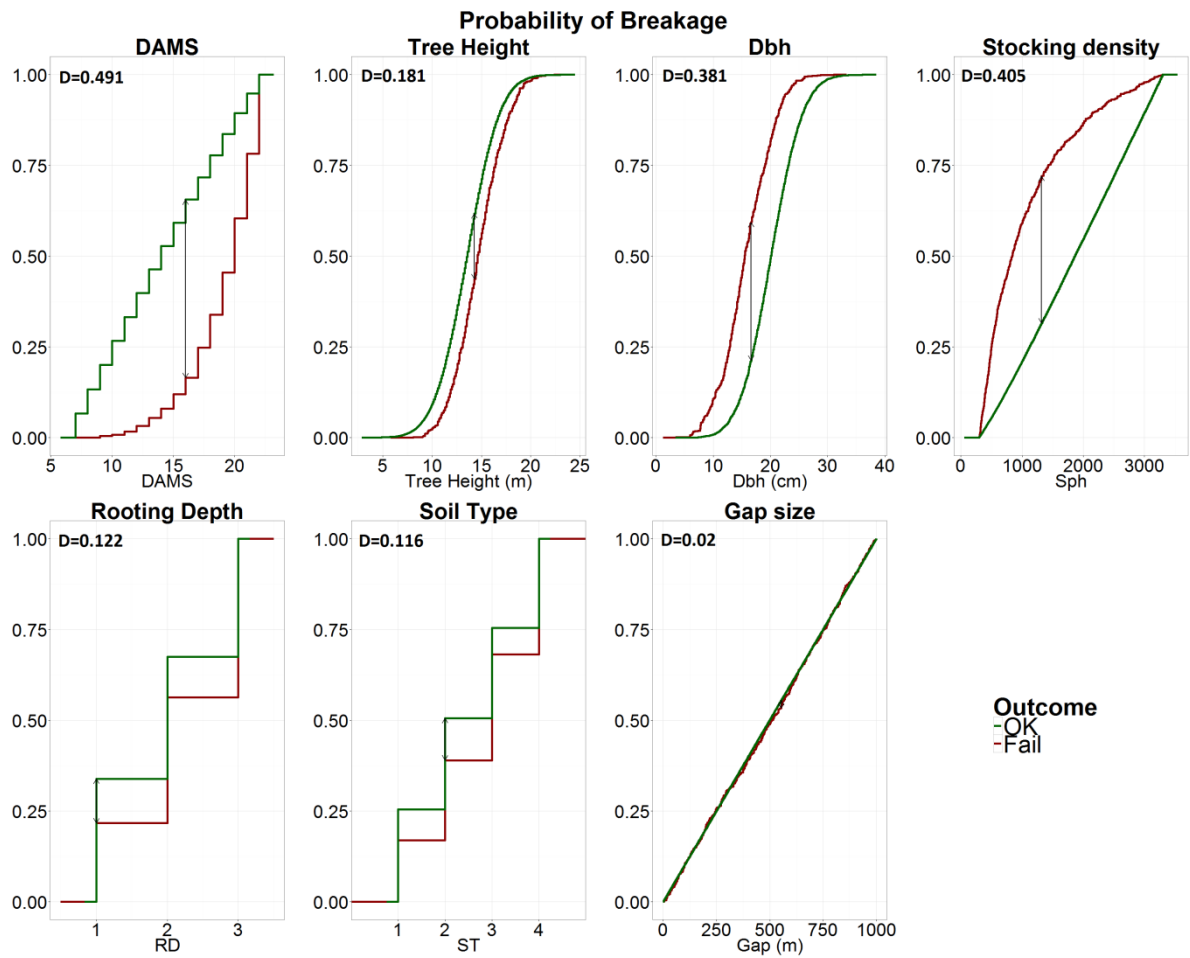 Probability of Breakage
DAMS
D=0.491
1.00
0.75
0.50
0.25
0.00
5 10 15 20
DAMS
Tree Height
D=0.181
1.00
0.75
0.50
0.25
0.00
5 10 15 20 25
Tree Height (m)
Dbh
D=0.381
1.00
0.75
0.50
0.25
0.00
0 10 20 30 40
Dbh (cm)
Stocking density
D=0.405
1.00
0.75
0.50
0.25
0.00
0 1000 2000 3000
Sph
Rooting Depth
D=0.122
1.00
0.75
0.50
0.25
0.00
1 2 3
RD
Soil Type
D=0.116
1.00
0.75
0.50
0.25
0.00
1 2 3 4
ST
Gap size
D=0.02
1.00
0.75
0.50
0.25
0.00
0 250 500 750 1000
Gap (m)
Outcome
OK
Fail